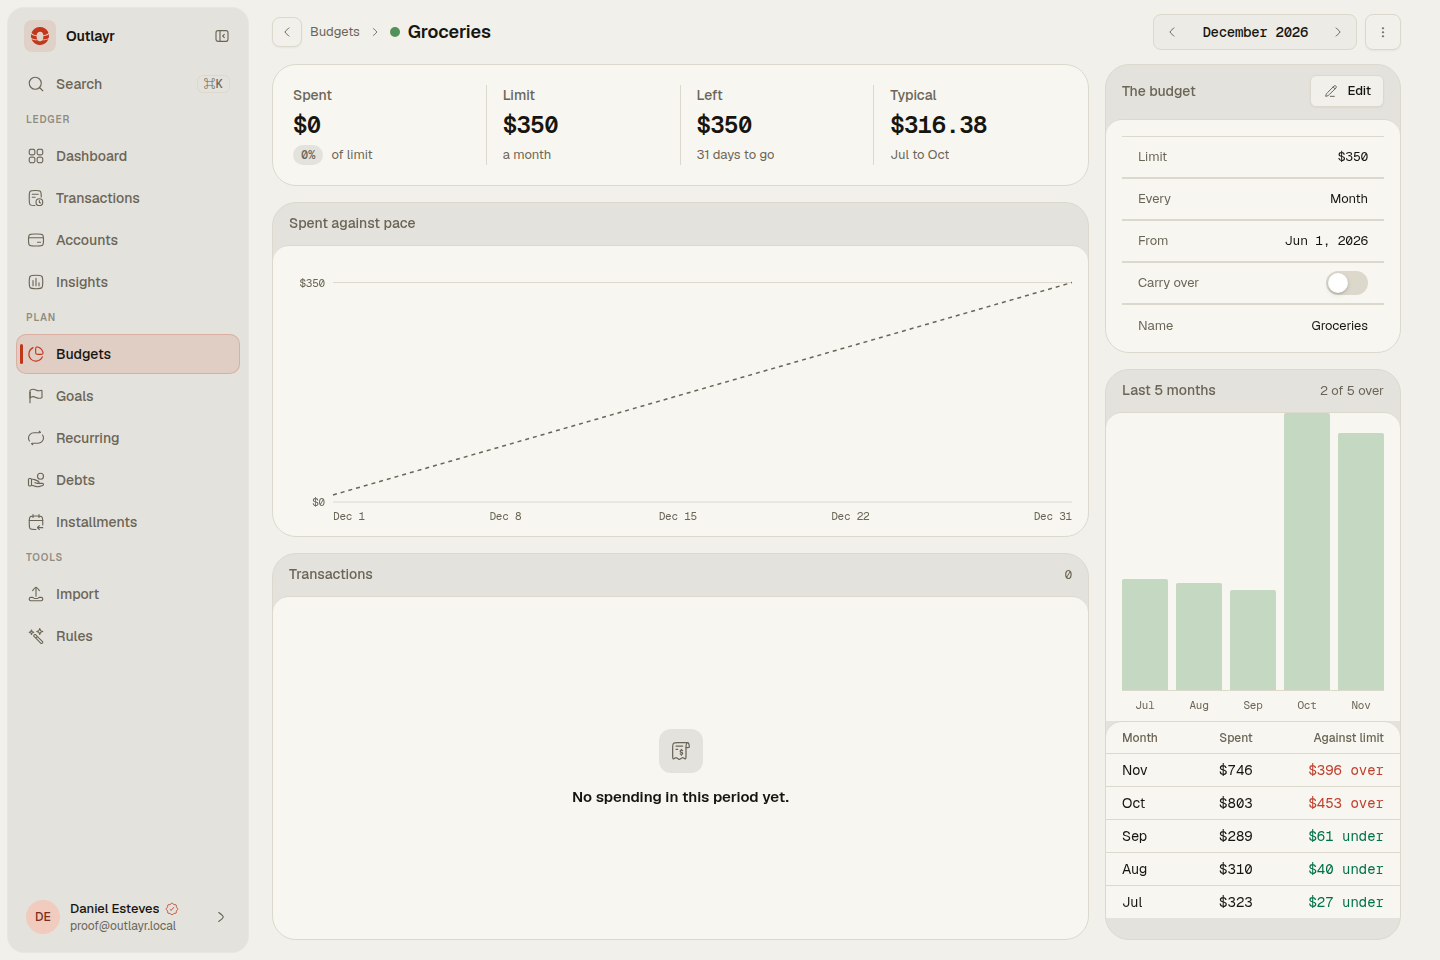 Outlayr
Search
⌘K
LEDGER
Dashboard
Transactions
Accounts
Insights
PLAN
Budgets
Goals
Recurring
Debts
Installments
TOOLS
Import
Rules
DE
Daniel Esteves
proof@outlayr.local
Budgets
Groceries
December 2026
Spent
$0
0% of limit
Limit
$350
a month
Left
$350
31 days to go
Typical
$316.38
Jul to Oct
Spent against pace
$350
$0
Dec 1 Dec 8 Dec 15 Dec 22 Dec 31
Transactions 0
$
No spending in this period yet.
The budget
Edit
Limit $350
Every Month
From Jun 1, 2026
Carry over
Name Groceries
Last 5 months 2 of 5 over
Jul Aug Sep Oct Nov
Month Spent Against limit
Nov $746 $396 over
Oct $803 $453 over
Sep $289 $61 under
Aug $310 $40 under
Jul $323 $27 under